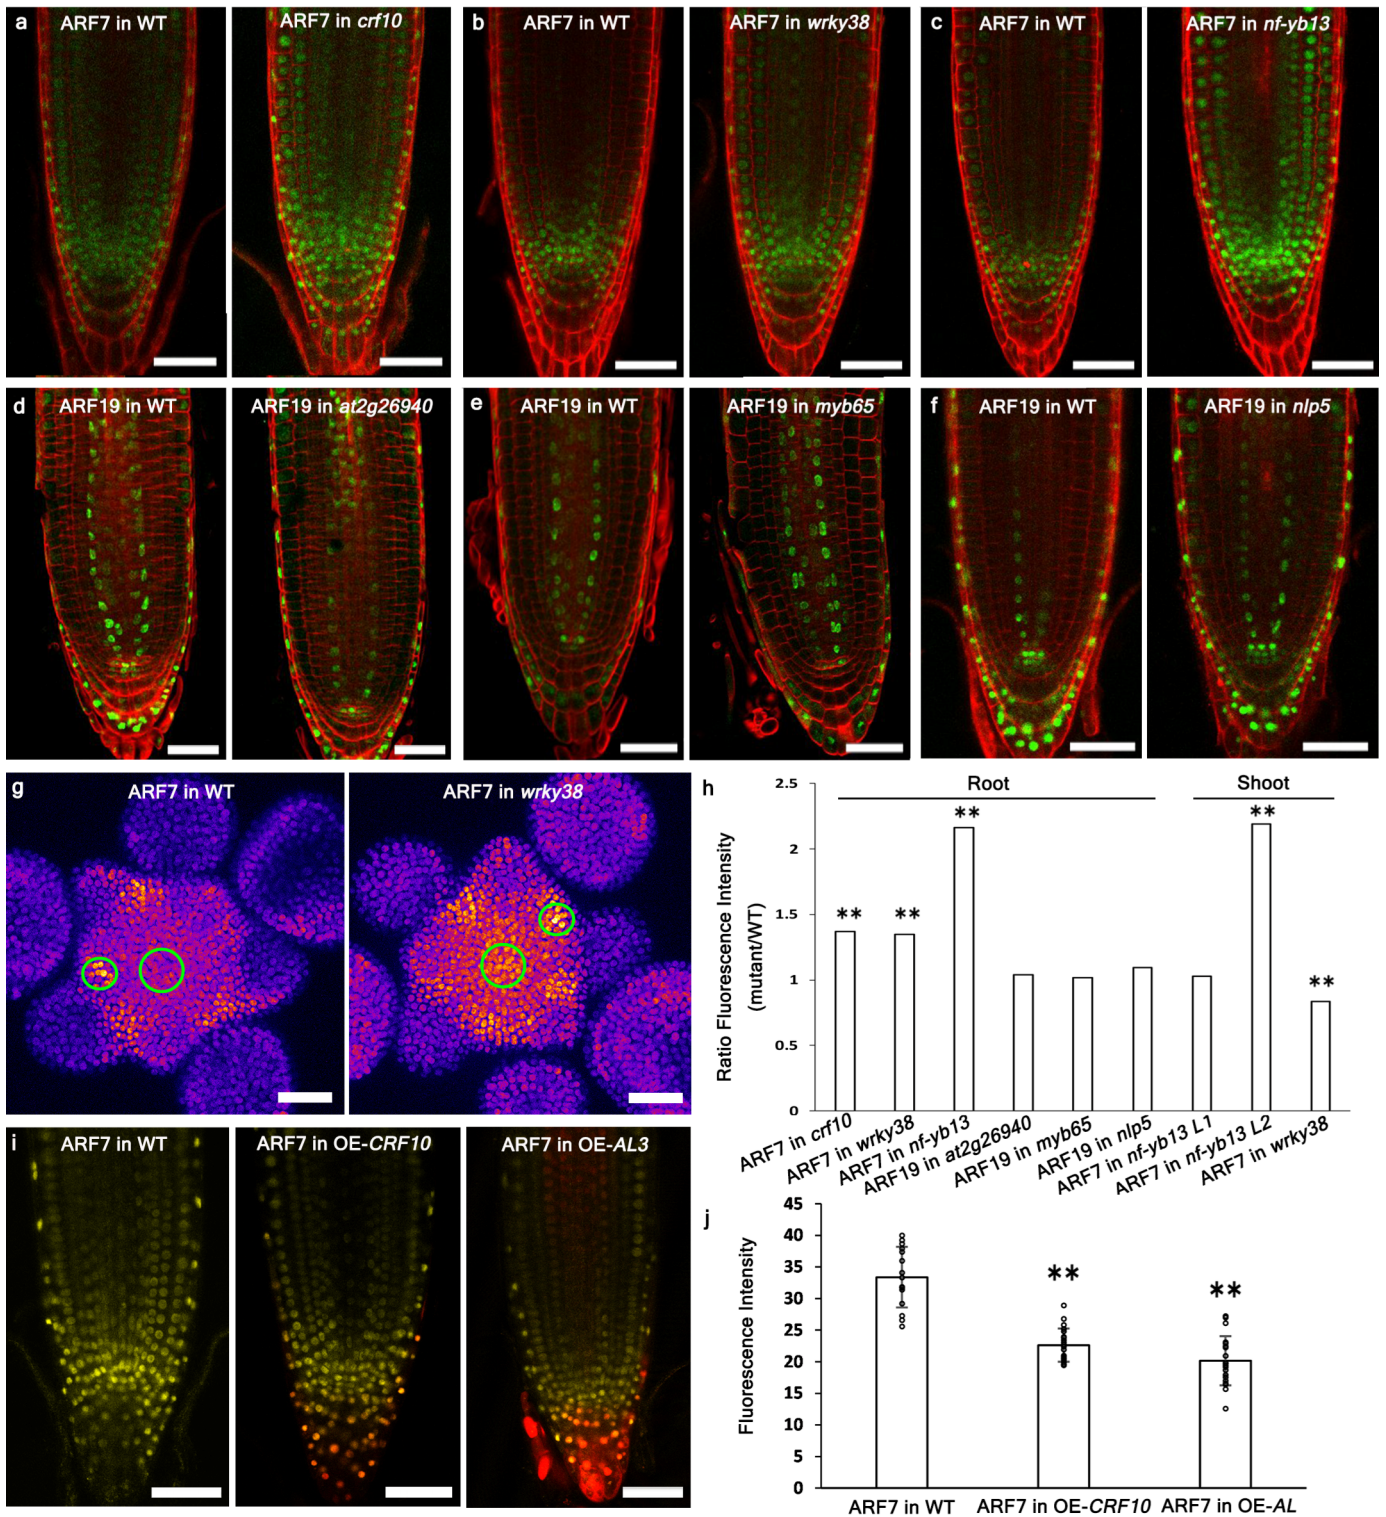 a ARF7 in WT ARF7 in crf10 b ARF7 in WT ARF7 in wrky38 c ARF7 in WT ARF7 in nf-yb13
d ARF19 in WT ARF19 in at2g26940 e ARF19 in WT ARF19 in myb65 f ARF19 in WT ARF19 in nlp5
g ARF7 in WT ARF7 in wrky38
h
Root Shoot
Ratio Fluorescence Intensity
(mutant/WT)
2.5
2
1.5
1
0.5
0
**
**
**
**
**
ARF7 in crf10
ARF7 in wrky38
ARF7 in nf-yb13
ARF19 in at2g26940
ARF19 in myb65
ARF19 in nlp5
ARF7 in nf-yb13 L1
ARF7 in nf-yb13 L2
ARF7 in wrky38
i ARF7 in WT ARF7 in OE-CRF10 ARF7 in OE-AL3
j
Fluorescence Intensity
45
40
35
30
25
20
15
10
5
0
**
**
ARF7 in WT ARF7 in OE-CRF10 ARF7 in OE-AL